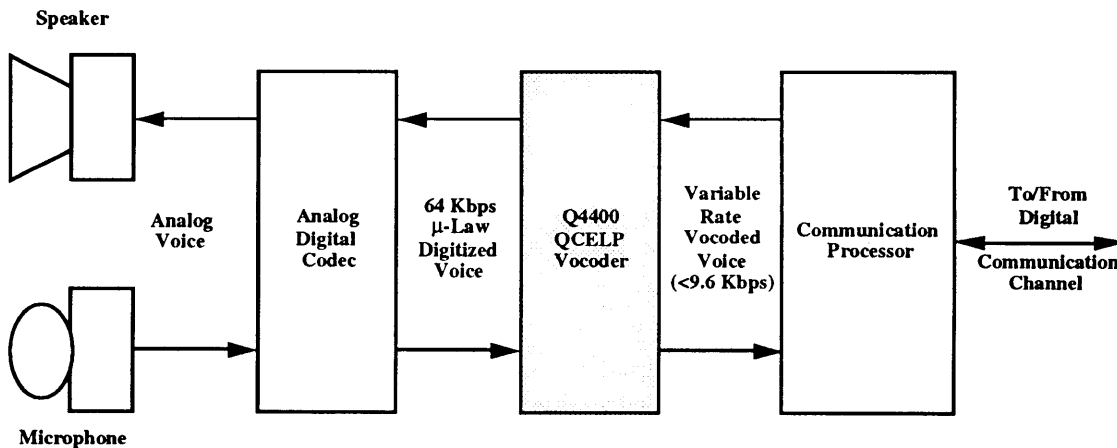 Speaker
Analog
Voice
Analog
Digital
Codec
64 Kbps
μ-Law
Digitized
Voice
Q4400
QCELP
Vocoder
Variable
Rate
Vocoded
Voice
(<9.6 Kbps)
Communication
Processor
To/From
Digital
Communication
Channel
Microphone